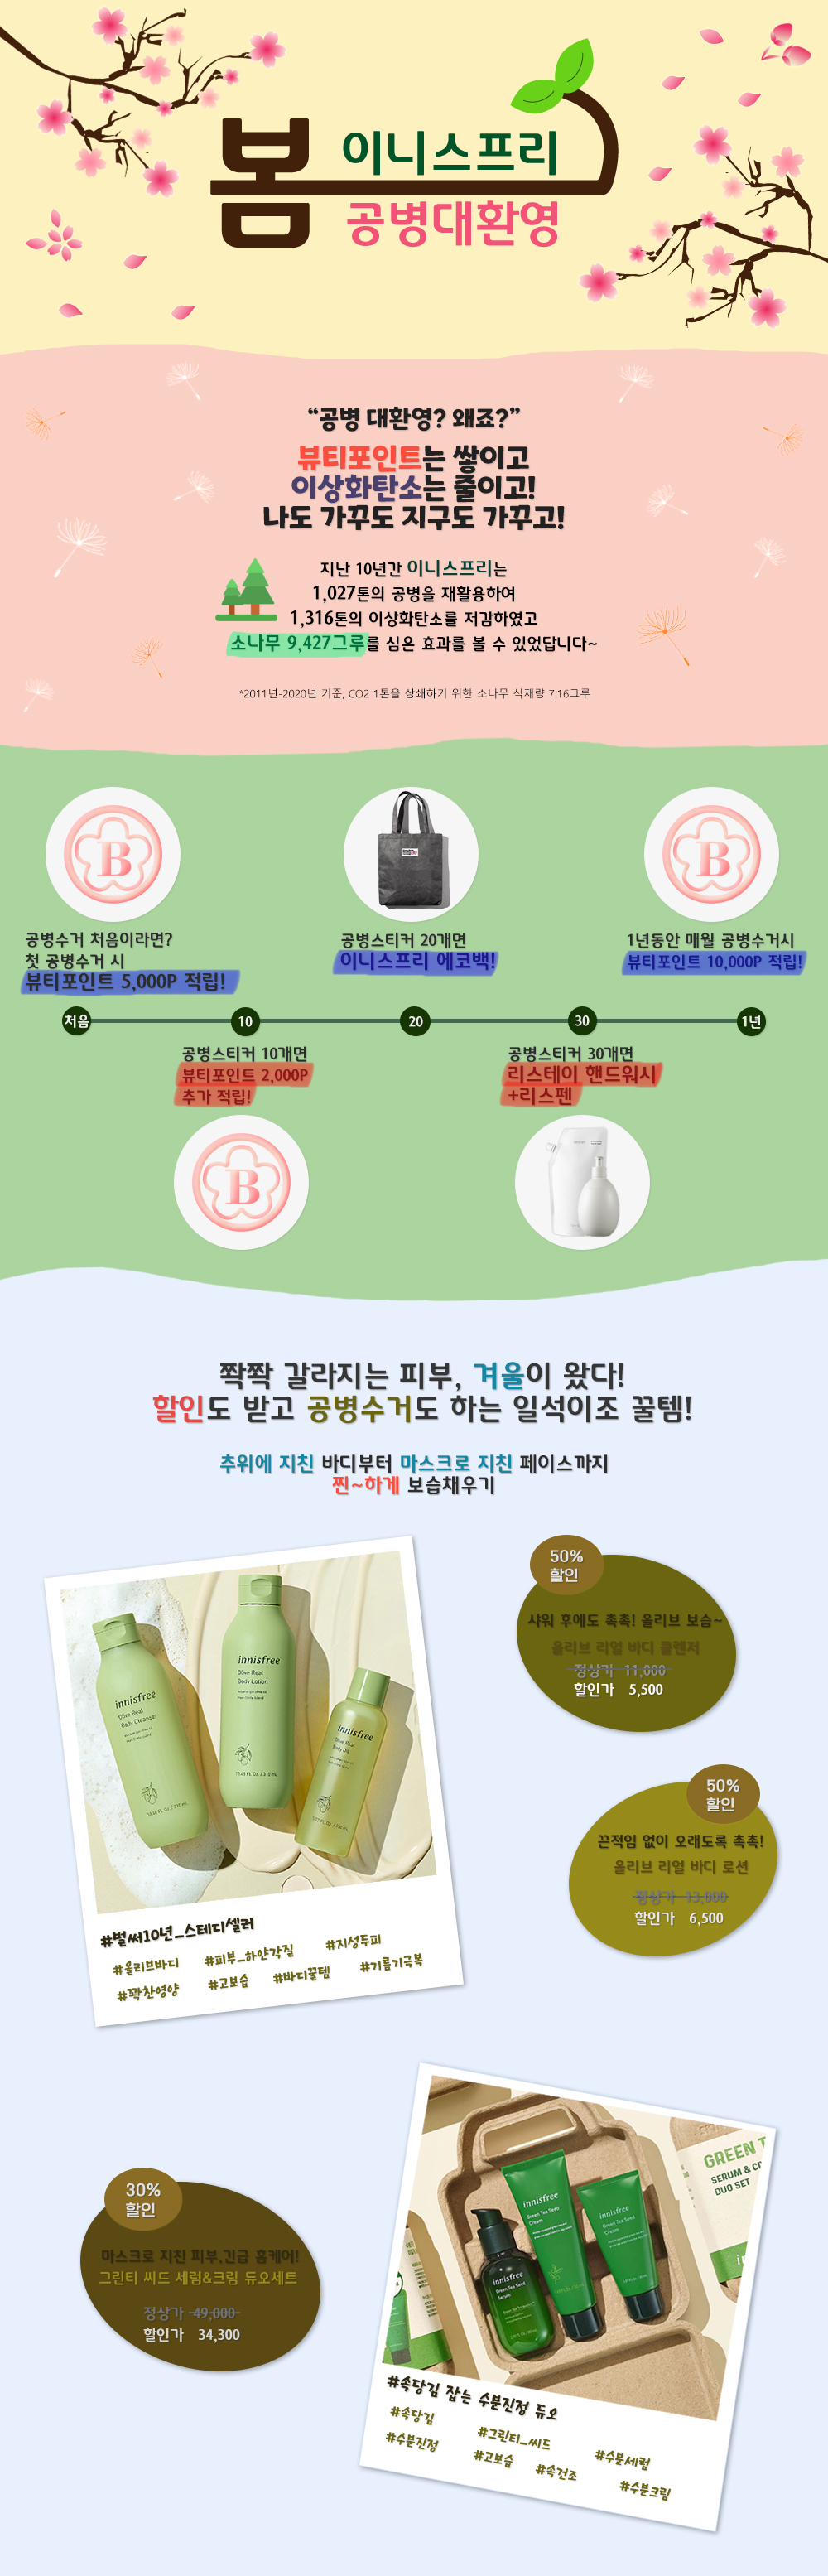 봄 이니스프리
공병대환영
“공병 대환영? 왜죠?”
뷰티포인트는 쌓이고
이상화탄소는 줄이고!
나도 가꾸도 지구도 가꾸고!
지난 10년간 이니스프리는
1,027톤의 공병을 재활용하여
1,316톤의 이상화탄소를 저감하였고
소나무 9,427그루를 심은 효과를 볼 수 있었답니다~
*2011년-2020년 기준, CO2 1톤을 상쇄하기 위한 소나무 식재량 7.16그루
B
B
공병수거 처음이라면?
첫 공병수거 시
뷰티포인트 5,000P 적립!
공병스티커 20개면
이니스프리 에코백!
1년동안 매월 공병수거시
뷰티포인트 10,000P 적립!
처음
10
20
30
1년
공병스티커 10개면
뷰티포인트 2,000P
추가 적립!
공병스티커 30개면
리스테이 핸드워시
+리스펜
B
짝짝 갈라지는 피부, 겨울이 왔다!
할인도 받고 공병수거도 하는 일석이조 꿀템!
추위에 지친 바디부터 마스크로 지친 페이스까지
찐~하게 보습채우기
innisfree
Olive Real
Body Cleanser
innisfree
Olive Real
Body Lotion
innisfree
Olive Real
Body Oil
#벌써10년_스테디셀러
#올리브바디 #피부_하얀각질 #지성두피
#꽉찬영양 #고보습 #바디꿀템 #기름기극복
50%
할인
샤워 후에도 촉촉! 올리브 보습~
올리브 리얼 바디 클렌저
정상가 11,000
할인가 5,500
50%
할인
끈적임 없이 오래도록 촉촉!
올리브 리얼 바디 로션
정상가 13,000
할인가 6,500
30%
할인
마스크로 지친 피부,긴급 홈케어!
그린티 씨드 세럼&크림 듀오세트
정상가 49,000
할인가 34,300
GREEN T
SERUM & CR
DUO SET
innisfree
Green Tea Seed
Cream
innisfree
Green Tea Seed
Cream
innisfree
Green Tea Seed
Serum
#속당김 잡는 수분진정 듀오
#속당김 #그린티_씨드 #수분세럼
#수분진정 #고보습 #속건조 #수분크림